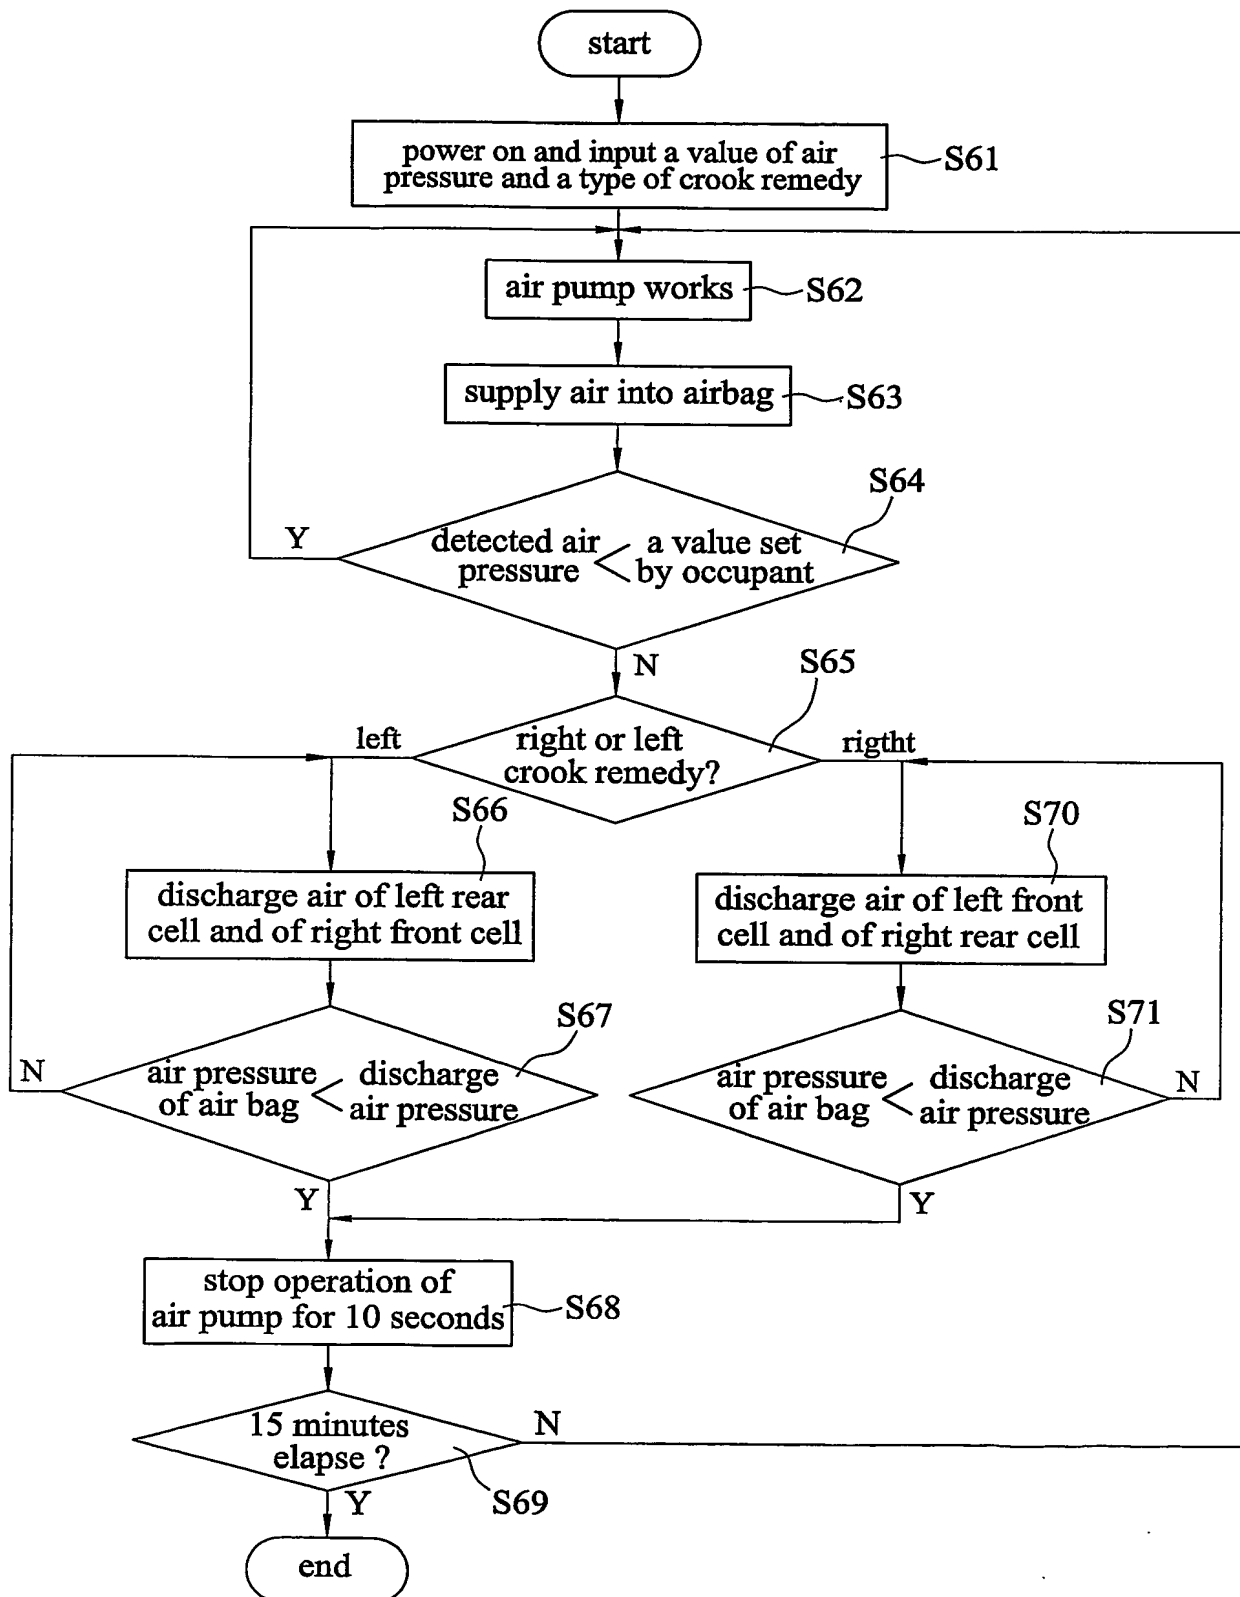 start
power on and input a value of air
pressure and a type of crook remedy
S61
air pump works
S62
supply air into airbag
S63
S64
Y
detected air < a value set
pressure by occupant
N
S65
left
right or left
crook remedy?
rigtht
S66
S70
discharge air of left rear
cell and of right front cell
discharge air of left front
cell and of right rear cell
S67
S71
N
air pressure < discharge
of air bag air pressure
air pressure < discharge
of air bag air pressure
N
Y
Y
stop operation of
air pump for 10 seconds
S68
15 minutes
elapse ?
N
S69
Y
end